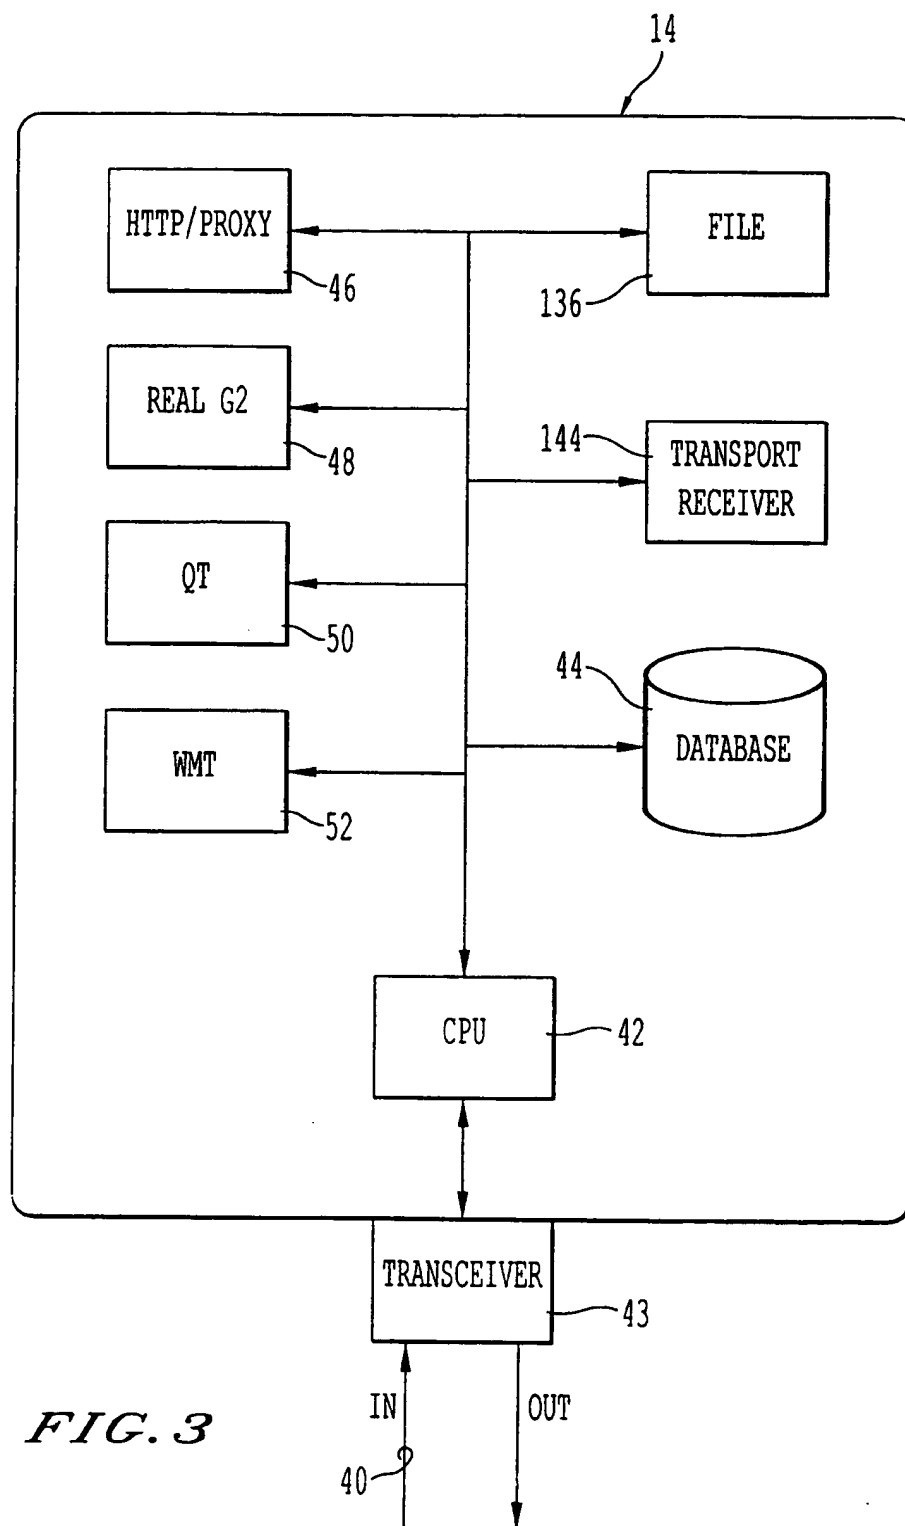 14
HTTP/PROXY
46
FILE
136
REAL G2
48
144
TRANSPORT
RECEIVER
QT
50
44
DATABASE
WMT
52
CPU
42
TRANSCEIVER
43
IN
OUT
40
FIG. 3